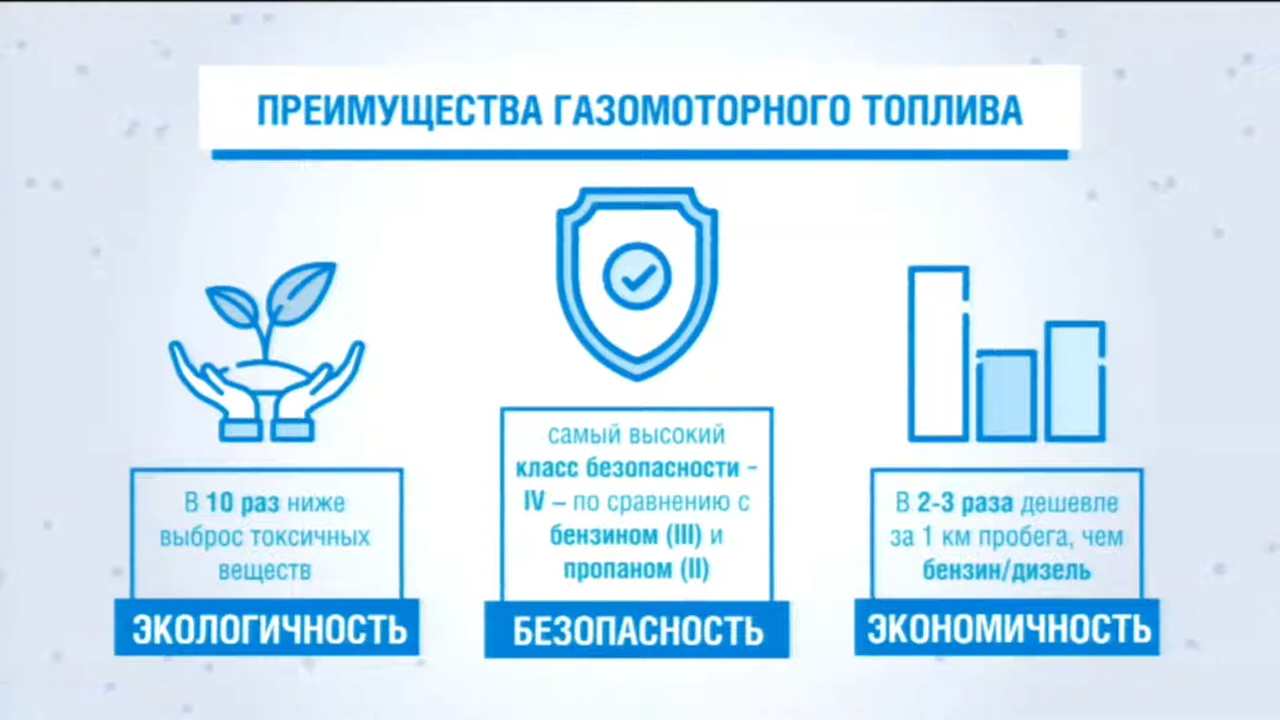 ПРЕИМУЩЕСТВА ГАЗОМОТОРНОГО ТОПЛИВА
В 10 раз ниже
выброс токсичных
веществ
ЭКОЛОГИЧНОСТЬ
самый высокий
класс безопасности –
IV – по сравнению с
бензином (III) и
пропаном (II)
БЕЗОПАСНОСТЬ
В 2-3 раза дешевле
за 1 км пробега, чем
бензин/дизель
ЭКОНОМИЧНОСТЬ